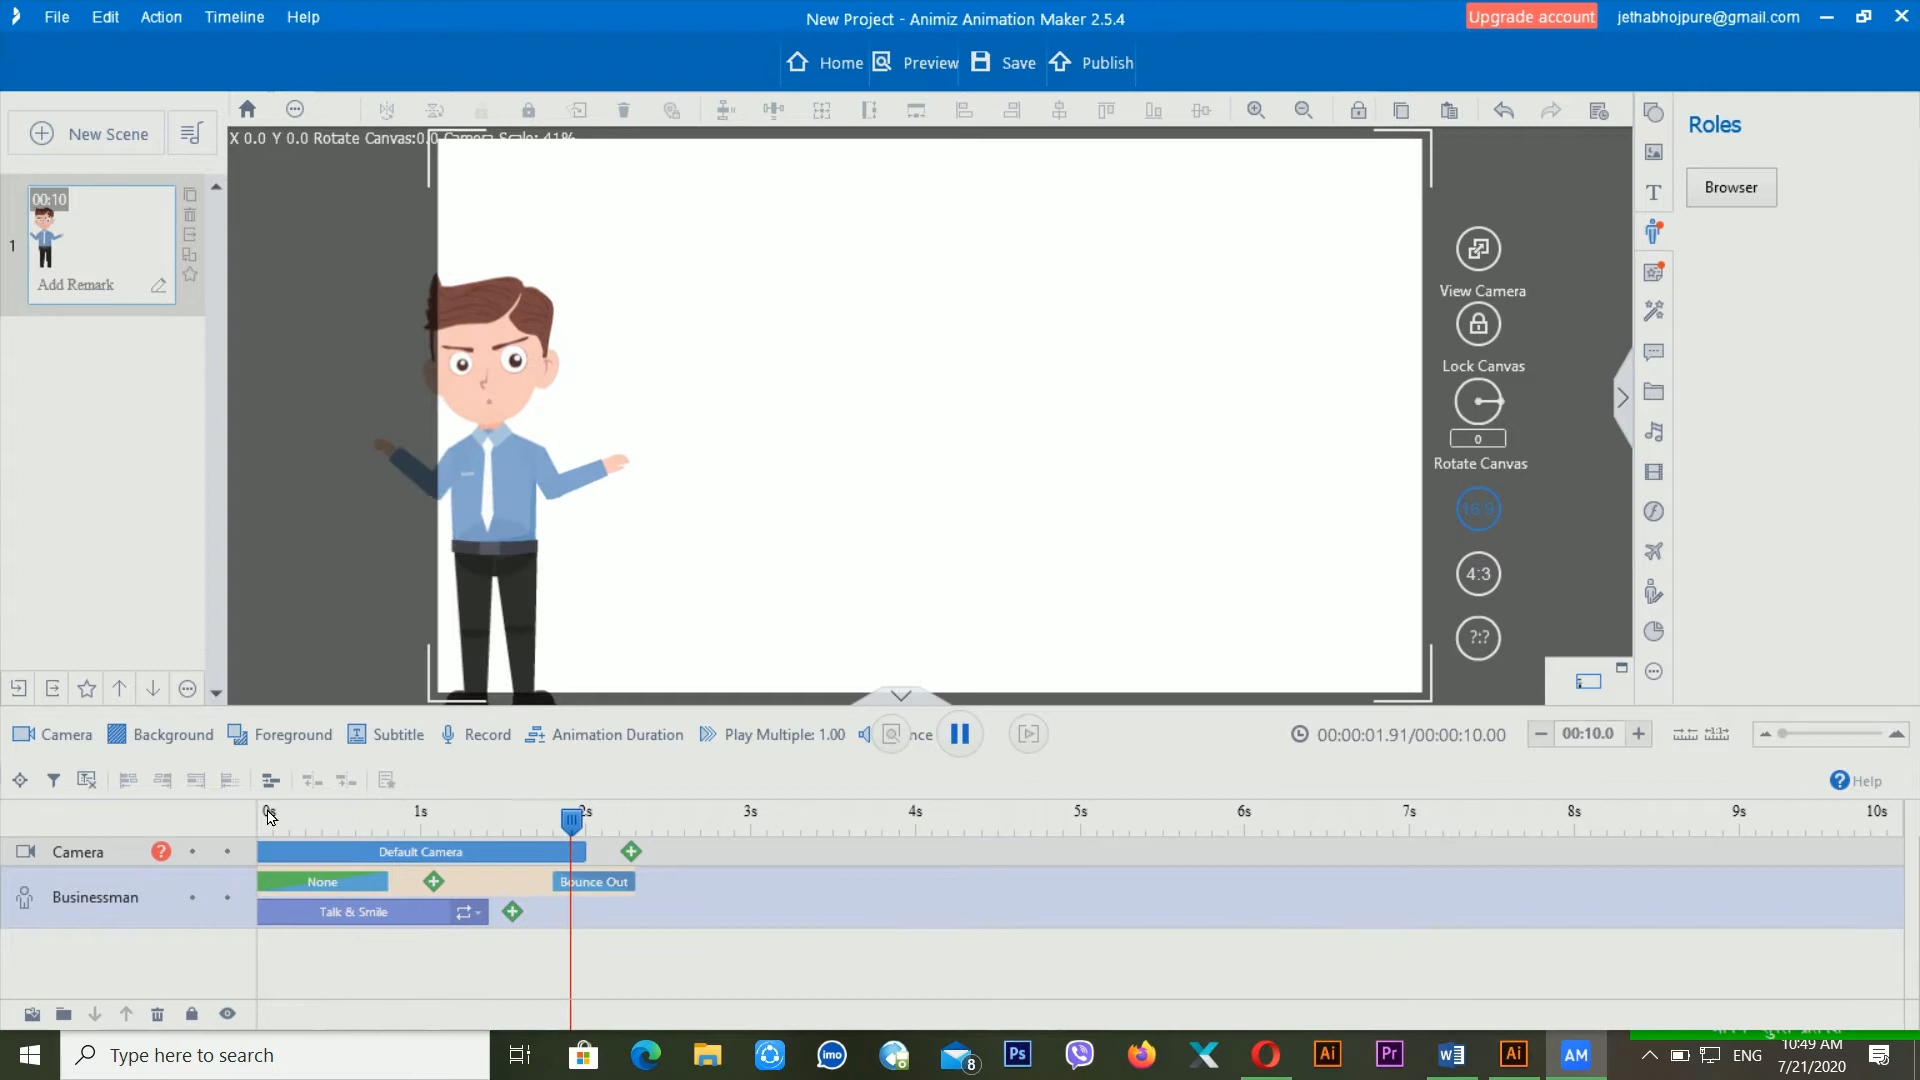 File Edit Action Timeline Help
New Project - Animiz Animation Maker 2.5.4
Upgrade account jethabhojpure@gmail.com
Home Preview Save Publish
New Scene
X 0.0 Y 0.0 Rotate Canvas:0.0 Camera Scale: 41%
Roles
Browser
00:10
1
Add Remark
View Camera
Lock Canvas
0
Rotate Canvas
16:9
4:3
?:?
Camera Background Foreground Subtitle Record Animation Duration Play Multiple: 1.00 nce
00:00:01.91/00:00:10.00
00:10.0
Help
0s 1s 2s 3s 4s 5s 6s 7s 8s 9s 10s
Camera Default Camera
None Bounce Out
Businessman
Talk & Smile
Type here to search
imo
8
Ps
Ai
Pr
Ai
AM
ENG
10:49 AM
7/21/2020